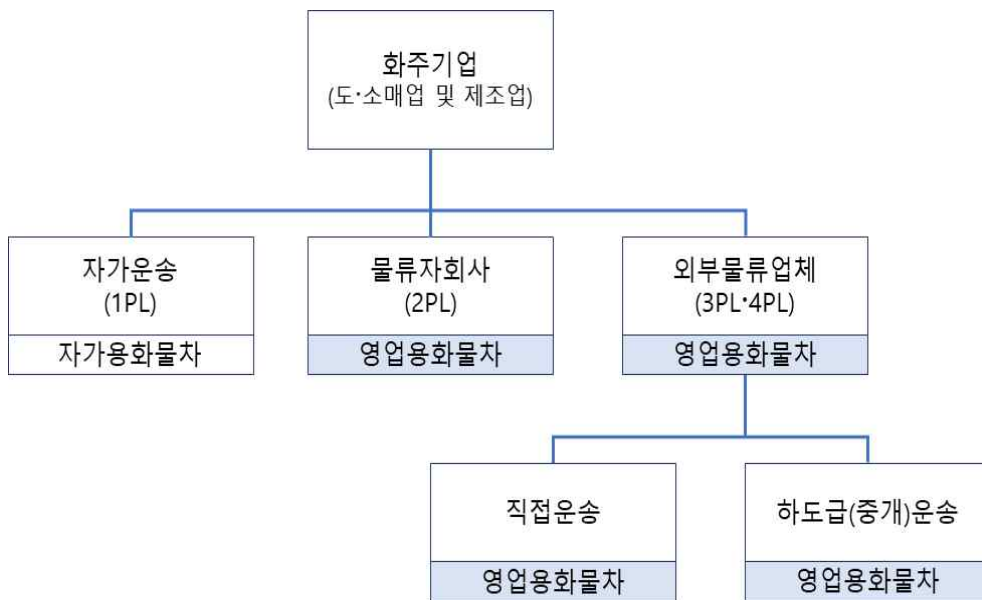 화주기업
(도·소매업 및 제조업)
자가운송
(1PL)
자가용화물차
물류자회사
(2PL)
영업용화물차
외부물류업체
(3PL·4PL)
영업용화물차
직접운송
영업용화물차
하도급(중개)운송
영업용화물차